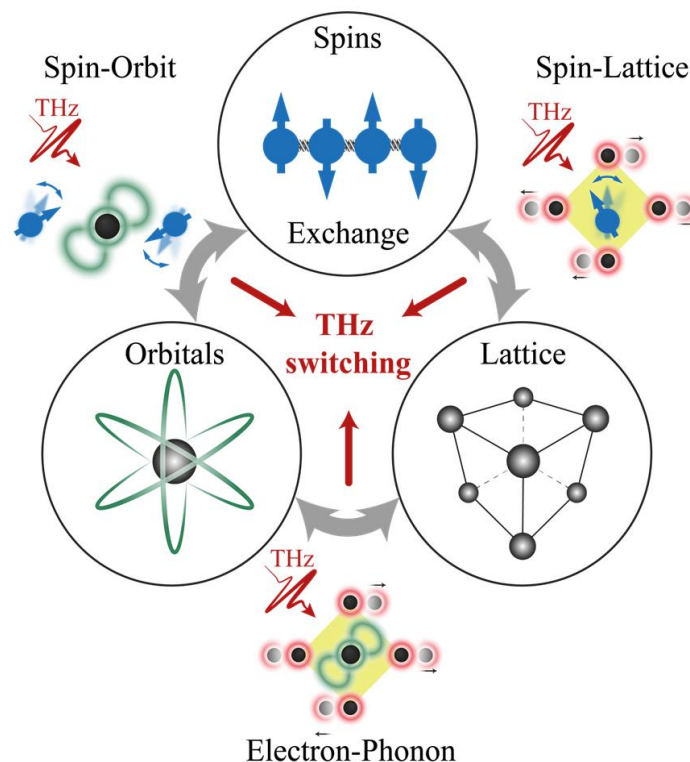 Spins
Spin-Orbit
Spin-Lattice
THz
THz
Exchange
THz
switching
Orbitals
Lattice
THz
Electron-Phonon